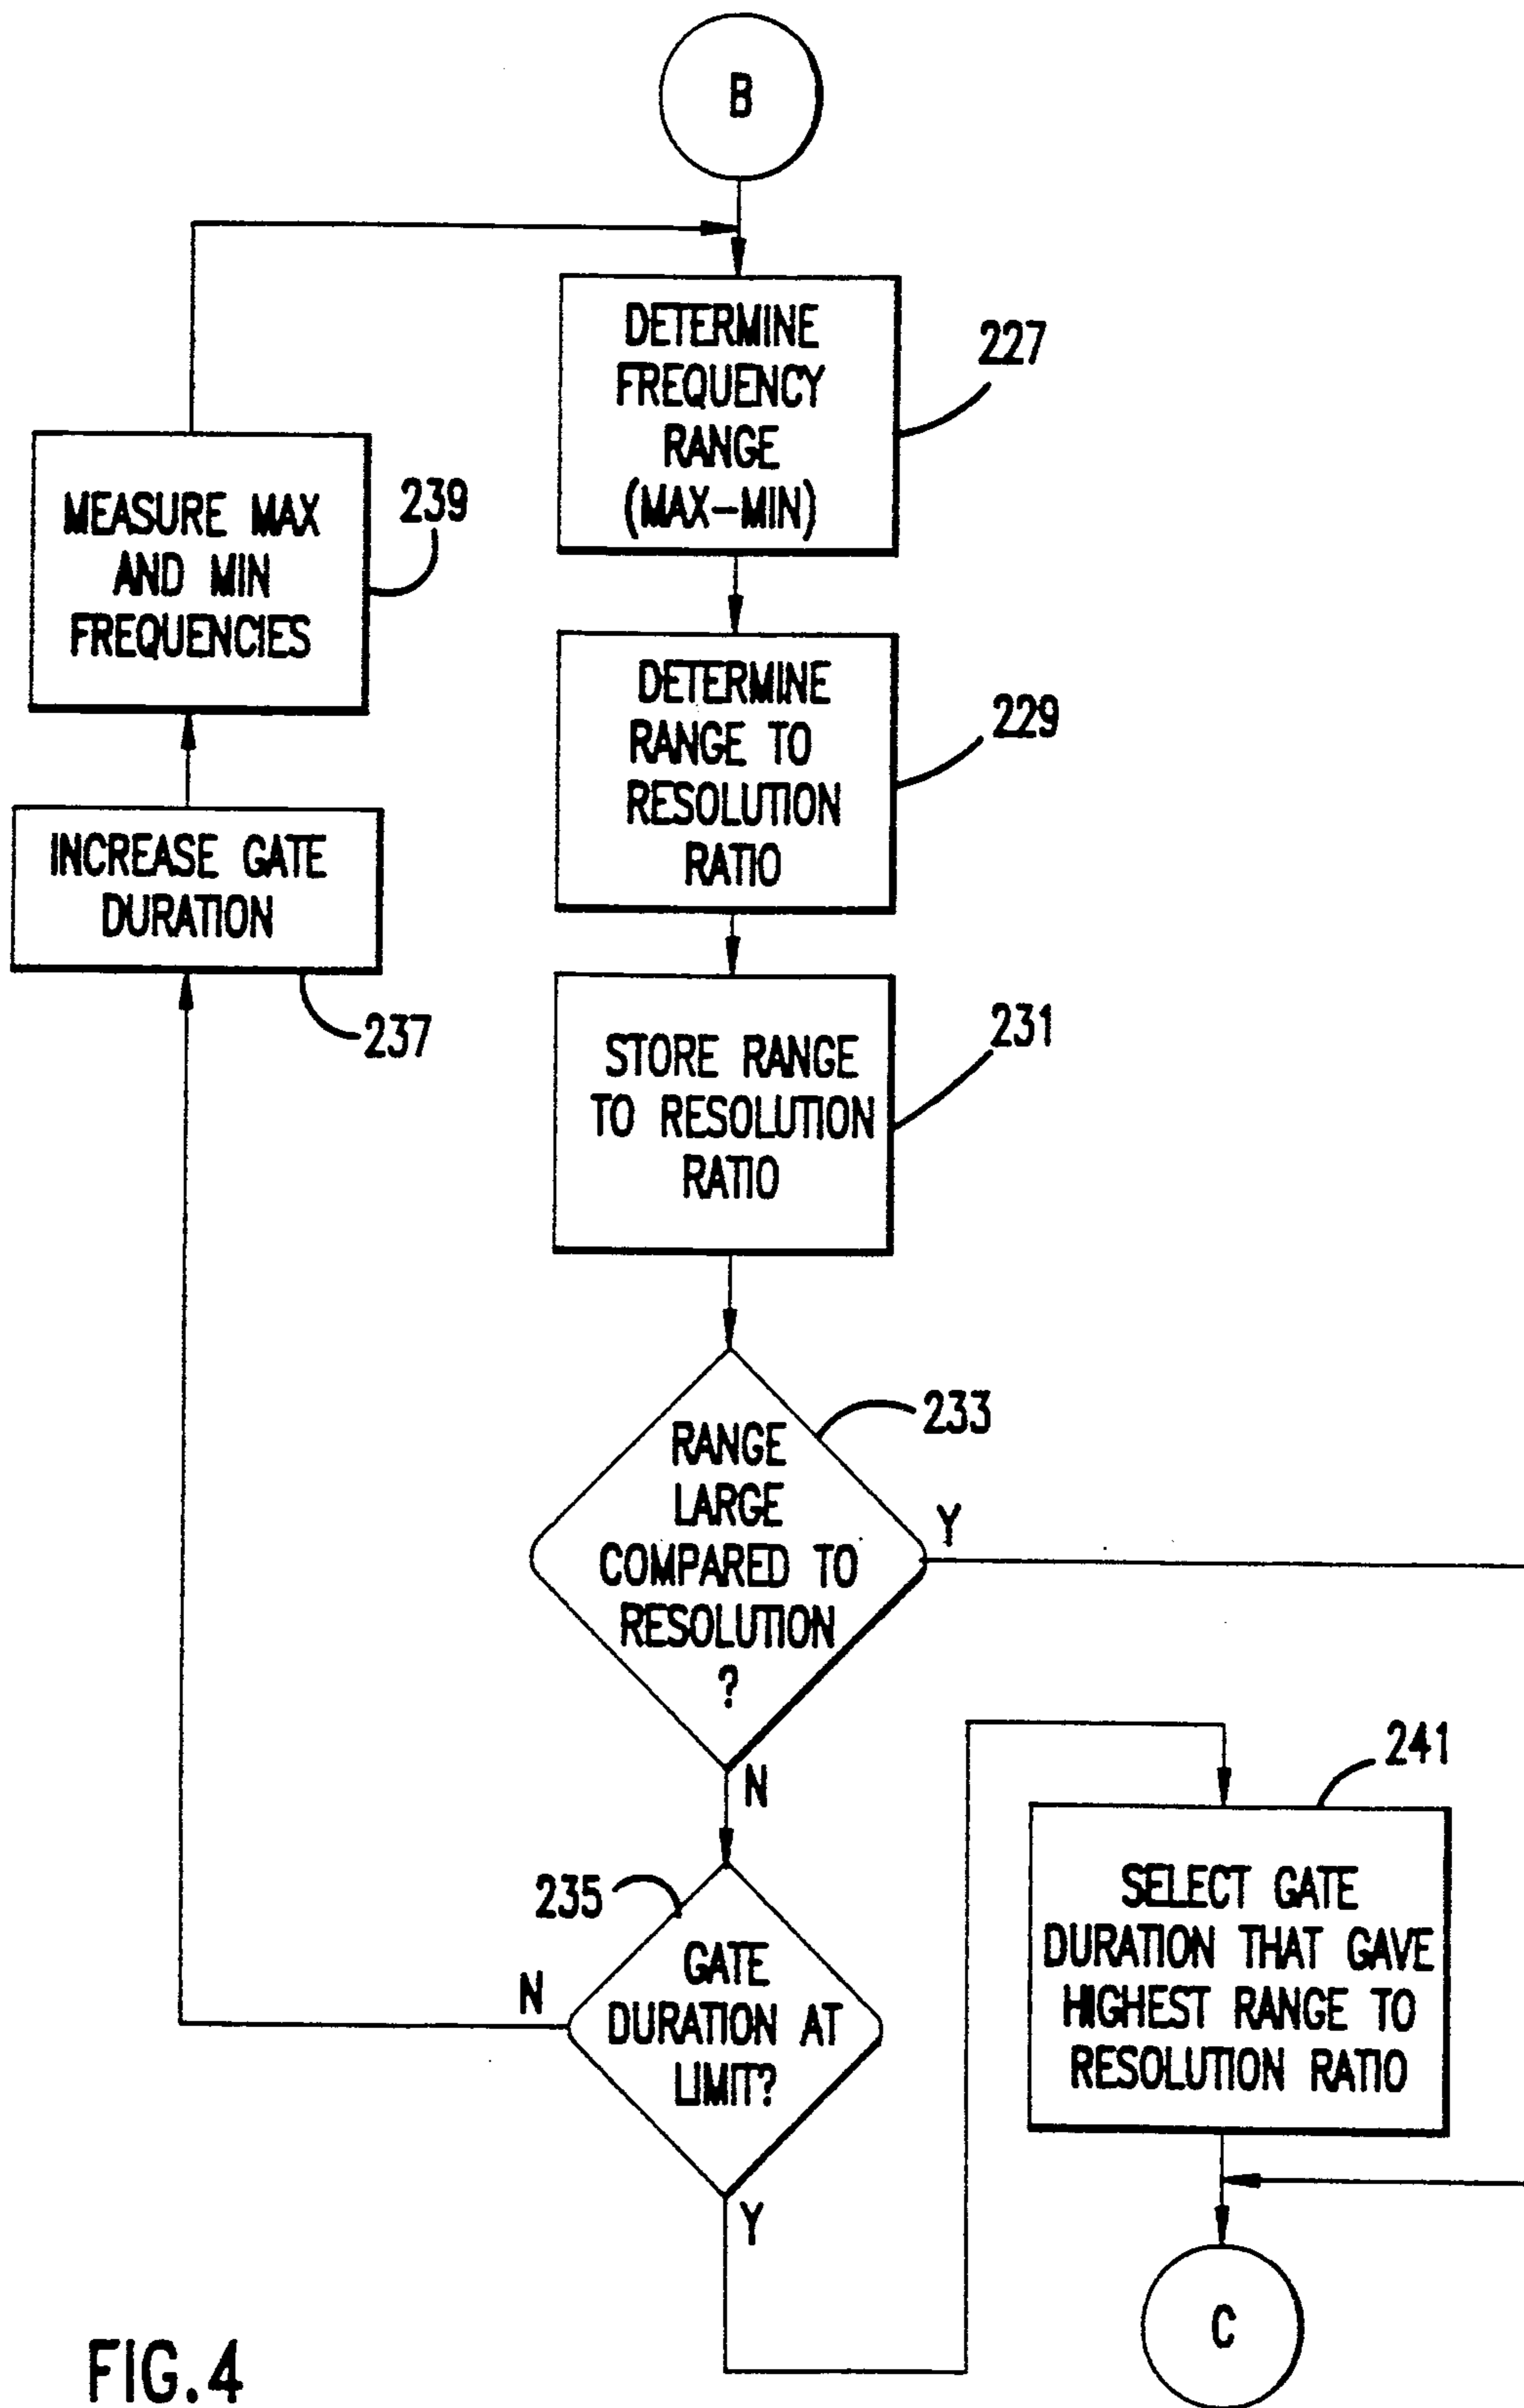 B
DETERMINE
FREQUENCY
RANGE
(MAX-MIN)
227
MEASURE MAX
AND MIN
FREQUENCIES
239
DETERMINE
RANGE TO
RESOLUTION
RATIO
229
INCREASE GATE
DURATION
237
STORE RANGE
TO RESOLUTION
RATIO
231
RANGE
LARGE
COMPARED TO
RESOLUTION
?
233
Y
N
235
GATE
DURATION AT
LIMIT?
N
Y
241
SELECT GATE
DURATION THAT GAVE
HIGHEST RANGE TO
RESOLUTION RATIO
C
FIG.4